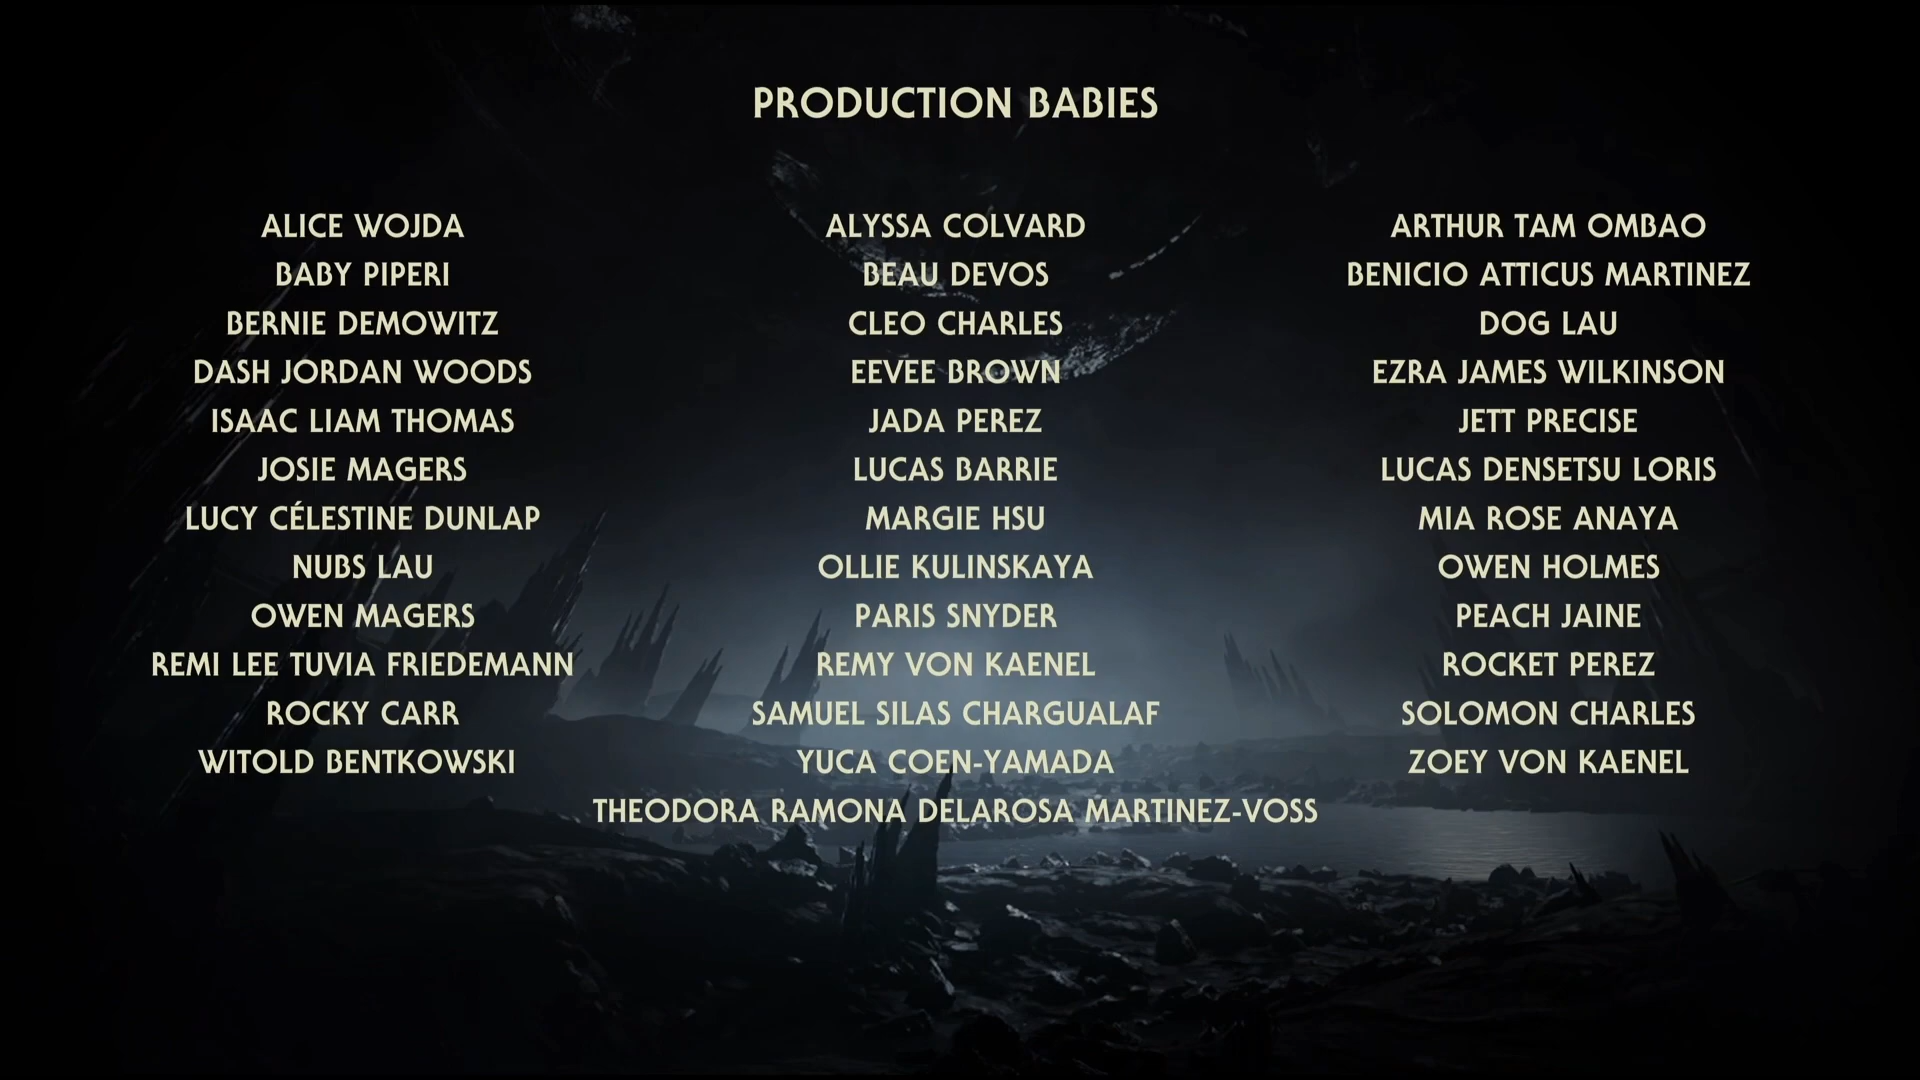 PRODUCTION BABIES
ALICE WOJDA ALYSSA COLVARD ARTHUR TAM OMBAO
BABY PIPERI BEAU DEVOS BENICIO ATTICUS MARTINEZ
BERNIE DEMOWITZ CLEO CHARLES DOG LAU
DASH JORDAN WOODS EEVEE BROWN EZRA JAMES WILKINSON
ISAAC LIAM THOMAS JADA PEREZ JETT PRECISE
JOSIE MAGERS LUCAS BARRIE LUCAS DENSETSU LORIS
LUCY CÉLESTINE DUNLAP MARGIE HSU MIA ROSE ANAYA
NUBS LAU OLLIE KULINSKAYA OWEN HOLMES
OWEN MAGERS PARIS SNYDER PEACH JAINE
REMI LEE TUVIA FRIEDEMANN REMY VON KAENEL ROCKET PEREZ
ROCKY CARR SAMUEL SILAS CHARGUALAF SOLOMON CHARLES
WITOLD BENTKOWSKI YUCA COEN-YAMADA ZOEY VON KAENEL
THEODORA RAMONA DELAROSA MARTINEZ-VOSS